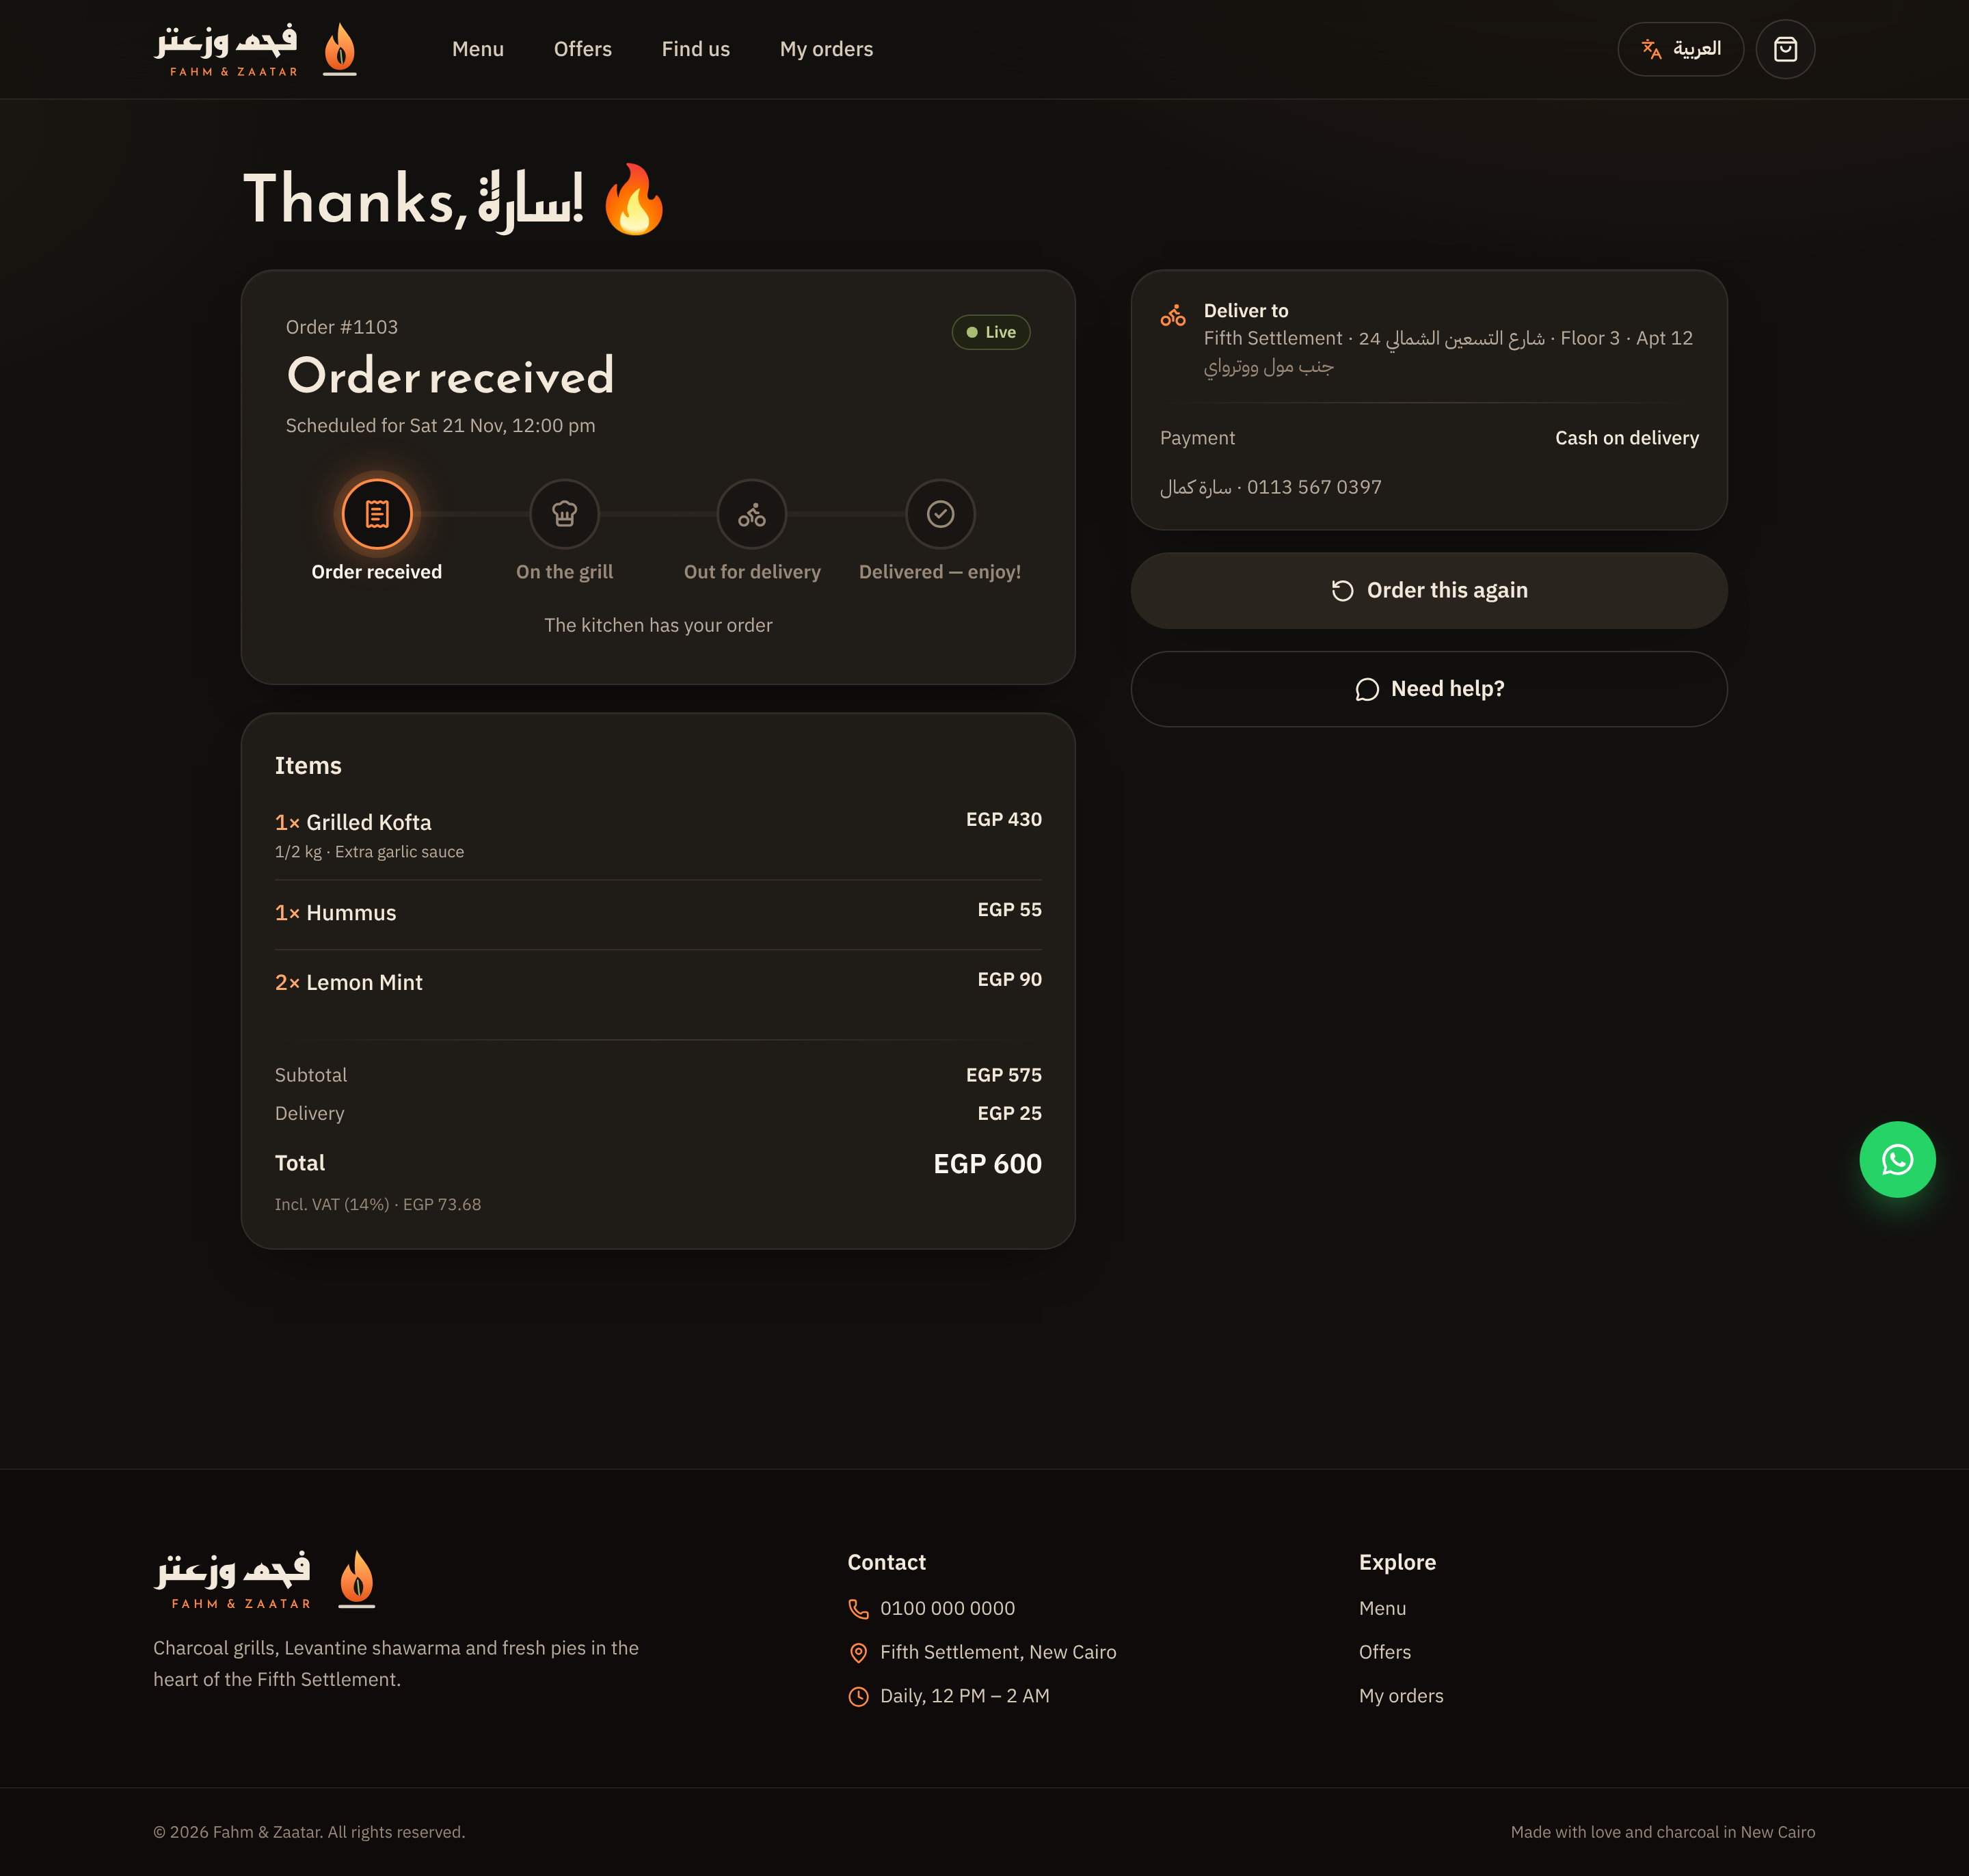 فحم وزعتر
FAHM & ZAATAR
Menu
Offers
Find us
My orders
العربية
Thanks, سارة! 🔥
Order #1103
Live
Order received
Scheduled for Sat 21 Nov, 12:00 pm
Order received
On the grill
Out for delivery
Delivered — enjoy!
The kitchen has your order
Deliver to
Fifth Settlement · 24 شارع التسعين الشمالي · Floor 3 · Apt 12
جنب مول ووترواي
Payment
Cash on delivery
سارة كمال · 0113 567 0397
Order this again
Need help?
Items
1× Grilled Kofta
EGP 430
1/2 kg · Extra garlic sauce
1× Hummus
EGP 55
2× Lemon Mint
EGP 90
Subtotal
EGP 575
Delivery
EGP 25
Total
EGP 600
Incl. VAT (14%) · EGP 73.68
فحم وزعتر
FAHM & ZAATAR
Charcoal grills, Levantine shawarma and fresh pies in the
heart of the Fifth Settlement.
Contact
0100 000 0000
Fifth Settlement, New Cairo
Daily, 12 PM – 2 AM
Explore
Menu
Offers
My orders
© 2026 Fahm & Zaatar. All rights reserved.
Made with love and charcoal in New Cairo